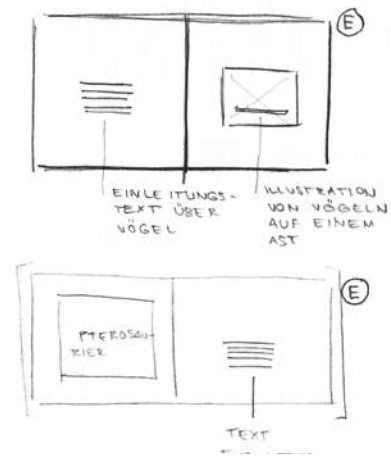 E
EINLEITUNGS-
TEXT ÜBER
VÖGEL
ILLUSTRATION
VON VÖGELN
AUF EINEM
AST
E
PTEROSAU-
RIER
TEXT